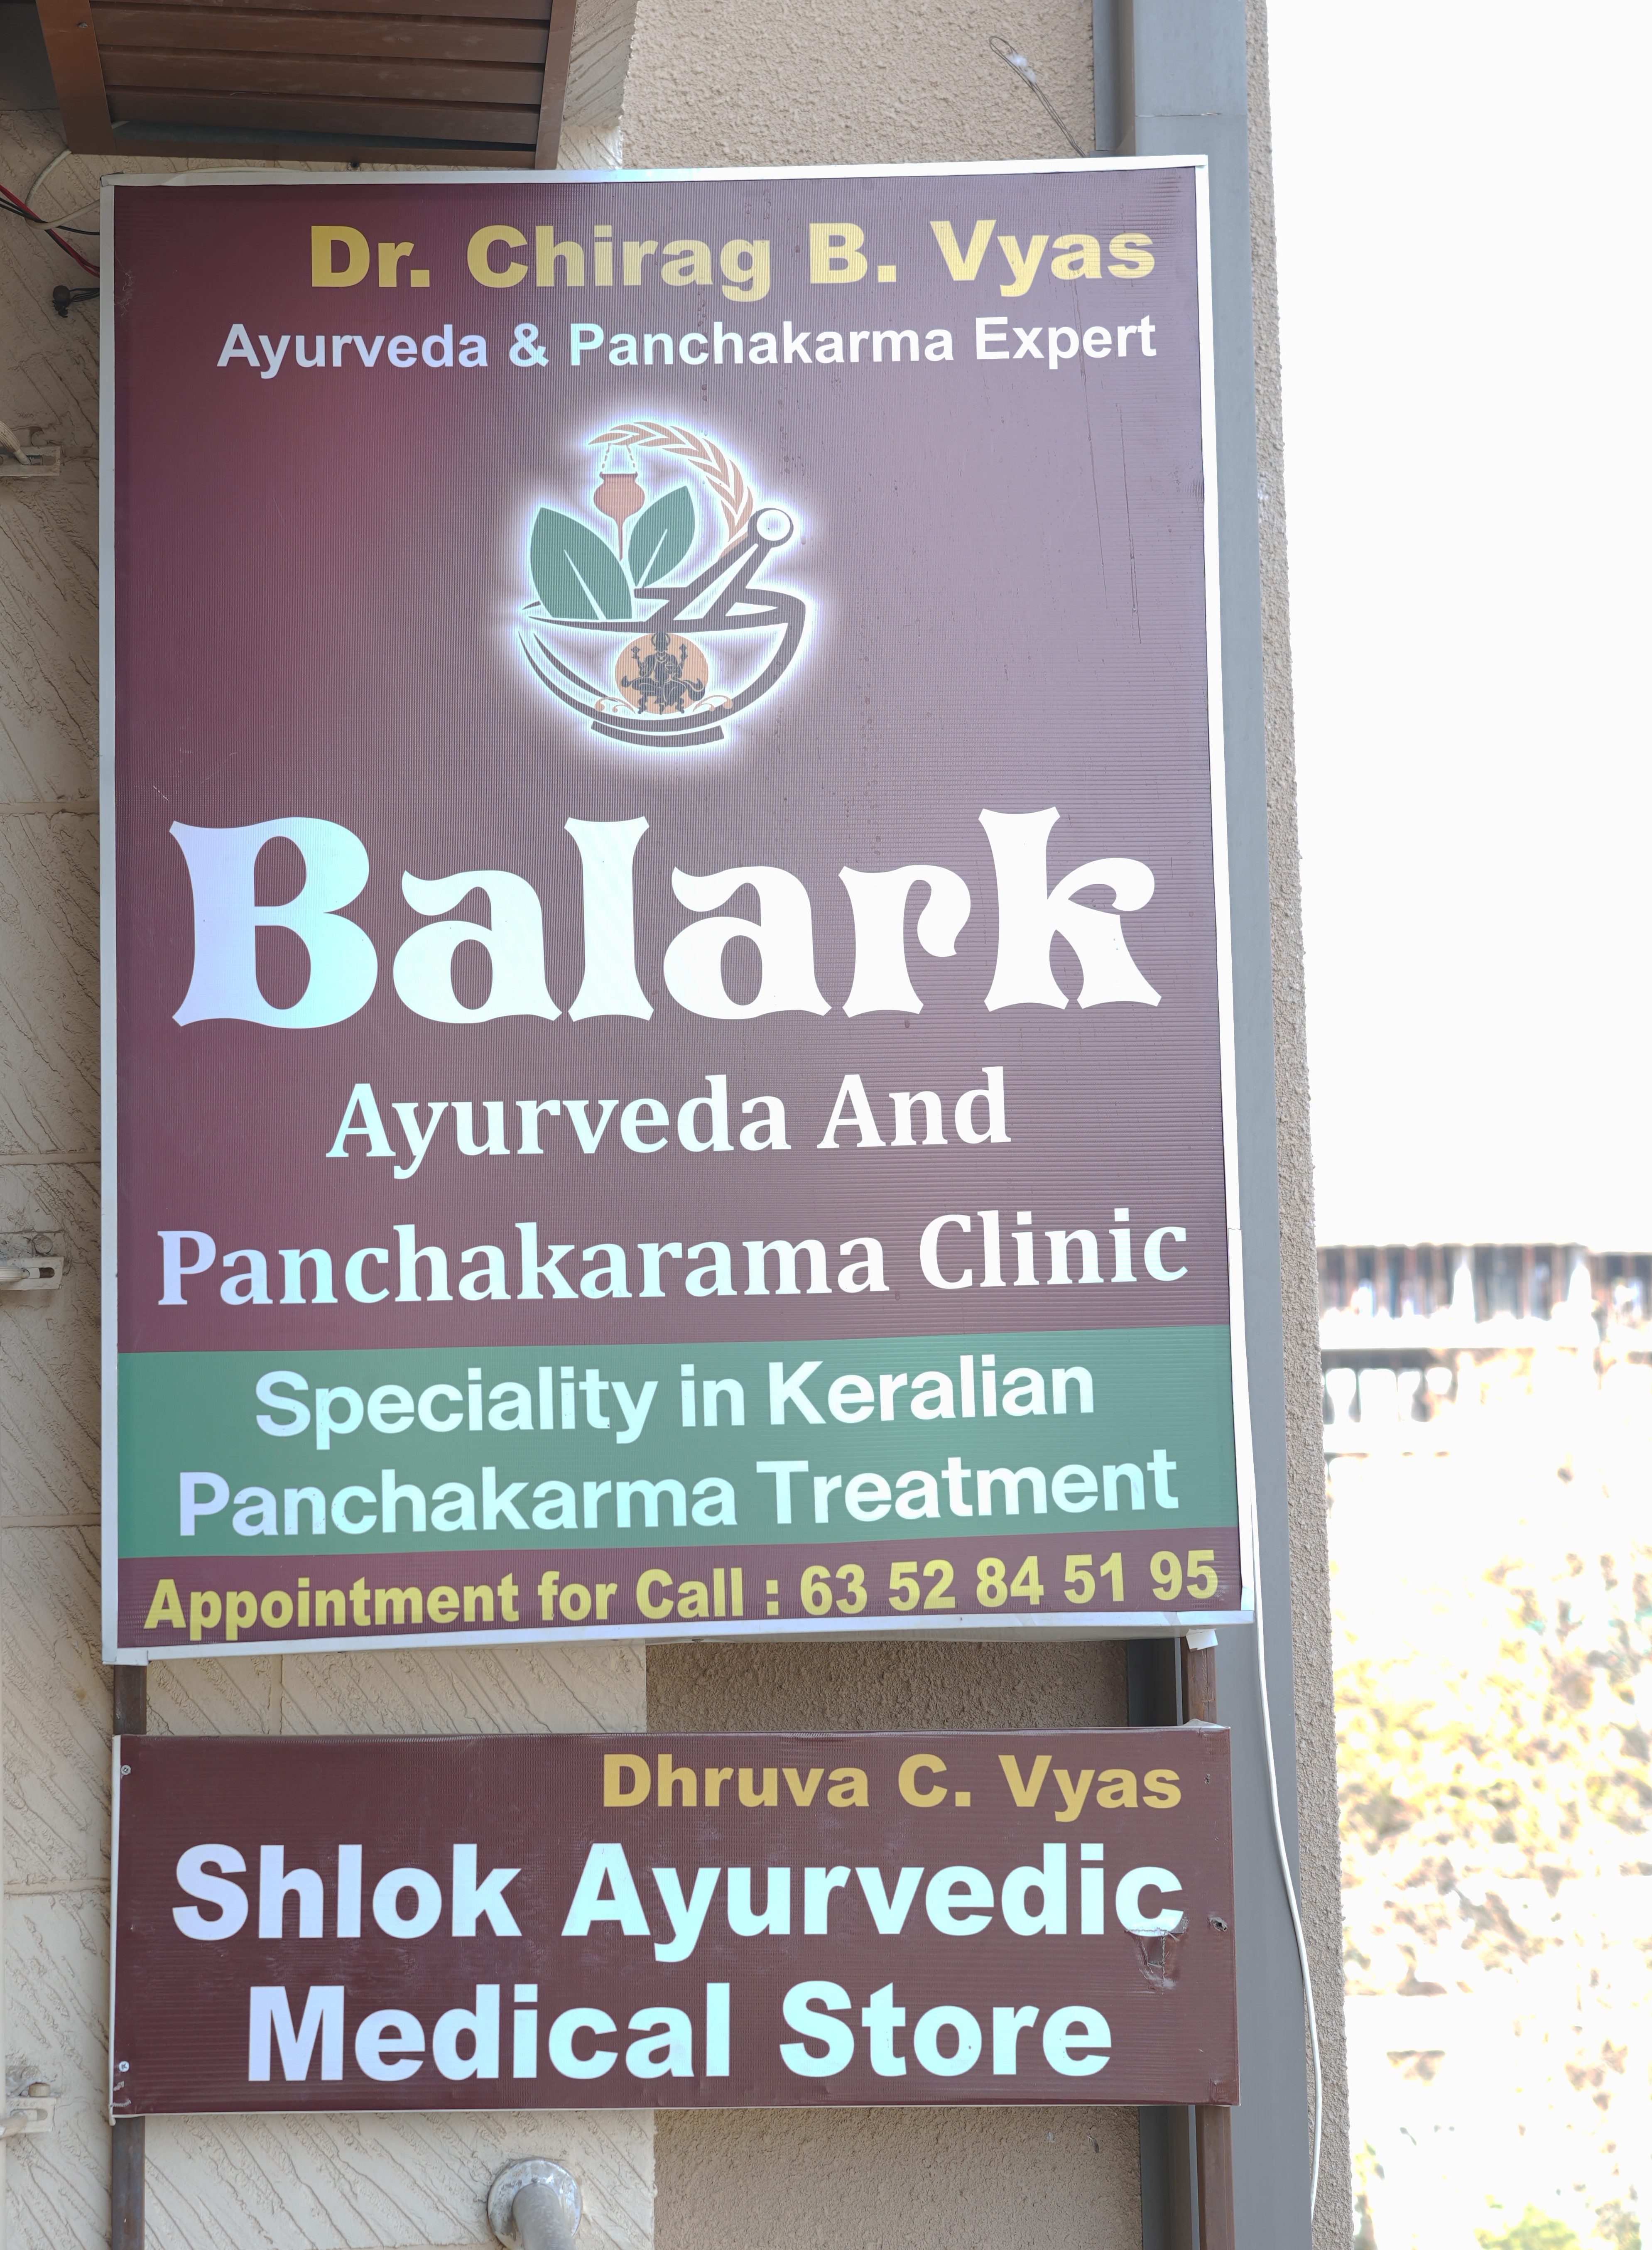 Dr. Chirag B. Vyas
Ayurveda & Panchakarma Expert
Balark
Ayurveda And
Panchakarama Clinic
Speciality in Keralian
Panchakarma Treatment
Appointment for Call : 63 52 84 51 95
Dhruva C. Vyas
Shlok Ayurvedic
Medical Store